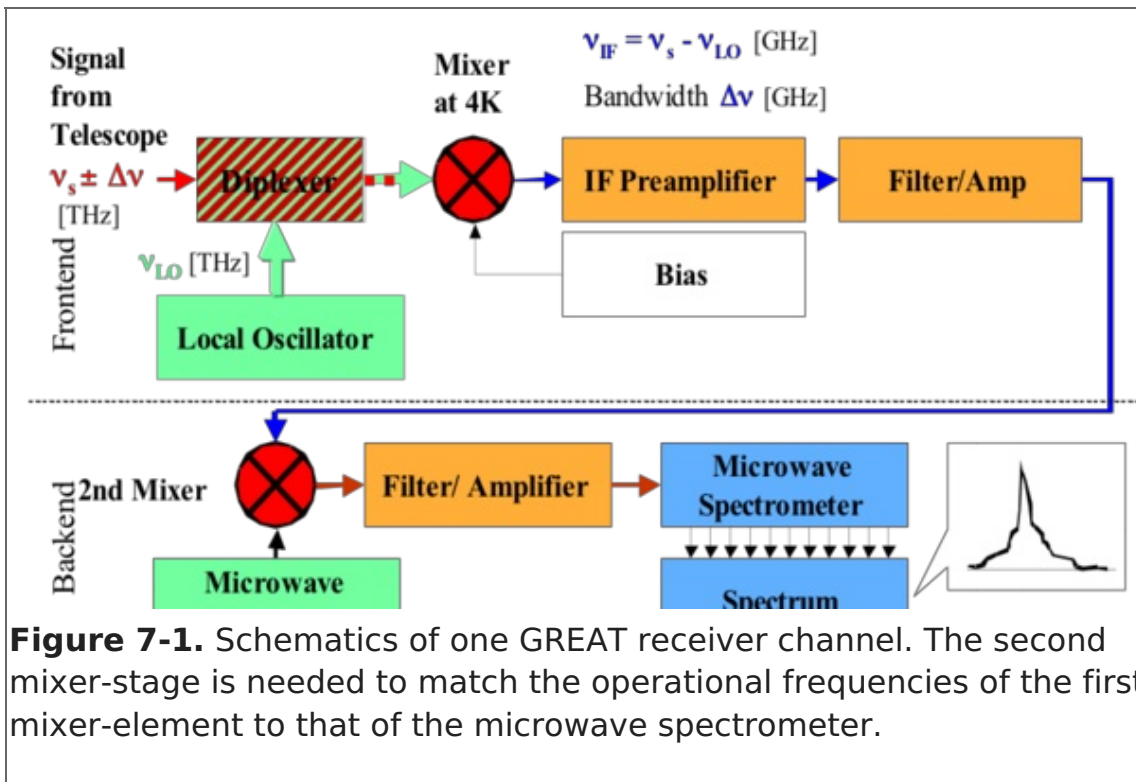 Signal
from
Telescope
νs ± Δν
[THz]
Mixer
at 4K
νIF = νs - νLO [GHz]
Bandwidth Δν [GHz]
Diplexer
IF Preamplifier
Filter/Amp
νLO [THz]
Bias
Local Oscillator
Frontend
2nd Mixer
Filter/ Amplifier
Microwave
Spectrometer
Backend
Microwave
Spectrum
Figure 7-1. Schematics of one GREAT receiver channel. The second
mixer-stage is needed to match the operational frequencies of the first
mixer-element to that of the microwave spectrometer.